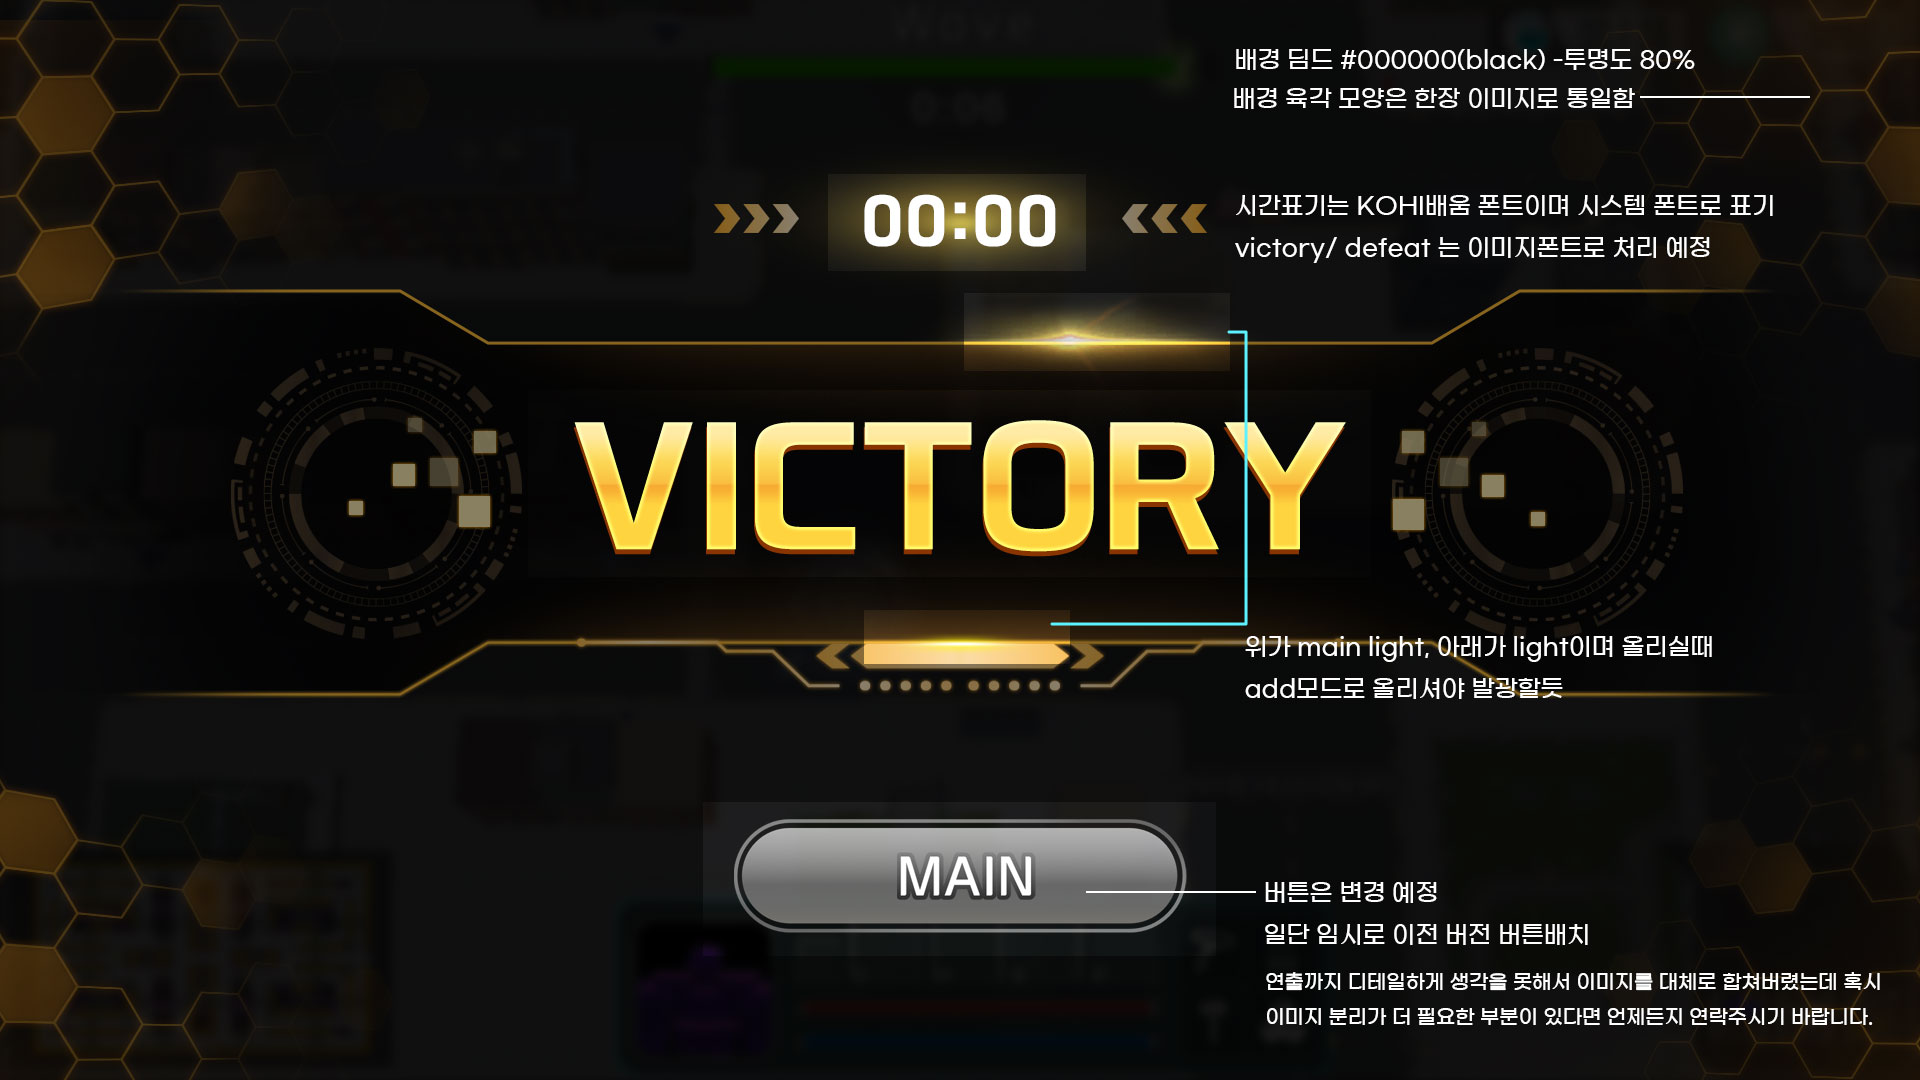 Wave
배경 딤드 #000000(black) -투명도 80%
배경 육각 모양은 한장 이미지로 통일함
0:06
00:00
시간표기는 KOHI배움 폰트이며 시스템 폰트로 표기
victory/ defeat 는 이미지폰트로 처리 예정
VICTORY
위가 main light, 아래가 light이며 올리실때
add모드로 올리셔야 발광할듯
MAIN
버튼은 변경 예정
일단 임시로 이전 버전 버튼배치
연출까지 디테일하게 생각을 못해서 이미지를 대체로 합쳐버렸는데 혹시
이미지 분리가 더 필요한 부분이 있다면 언제든지 연락주시기 바랍니다.